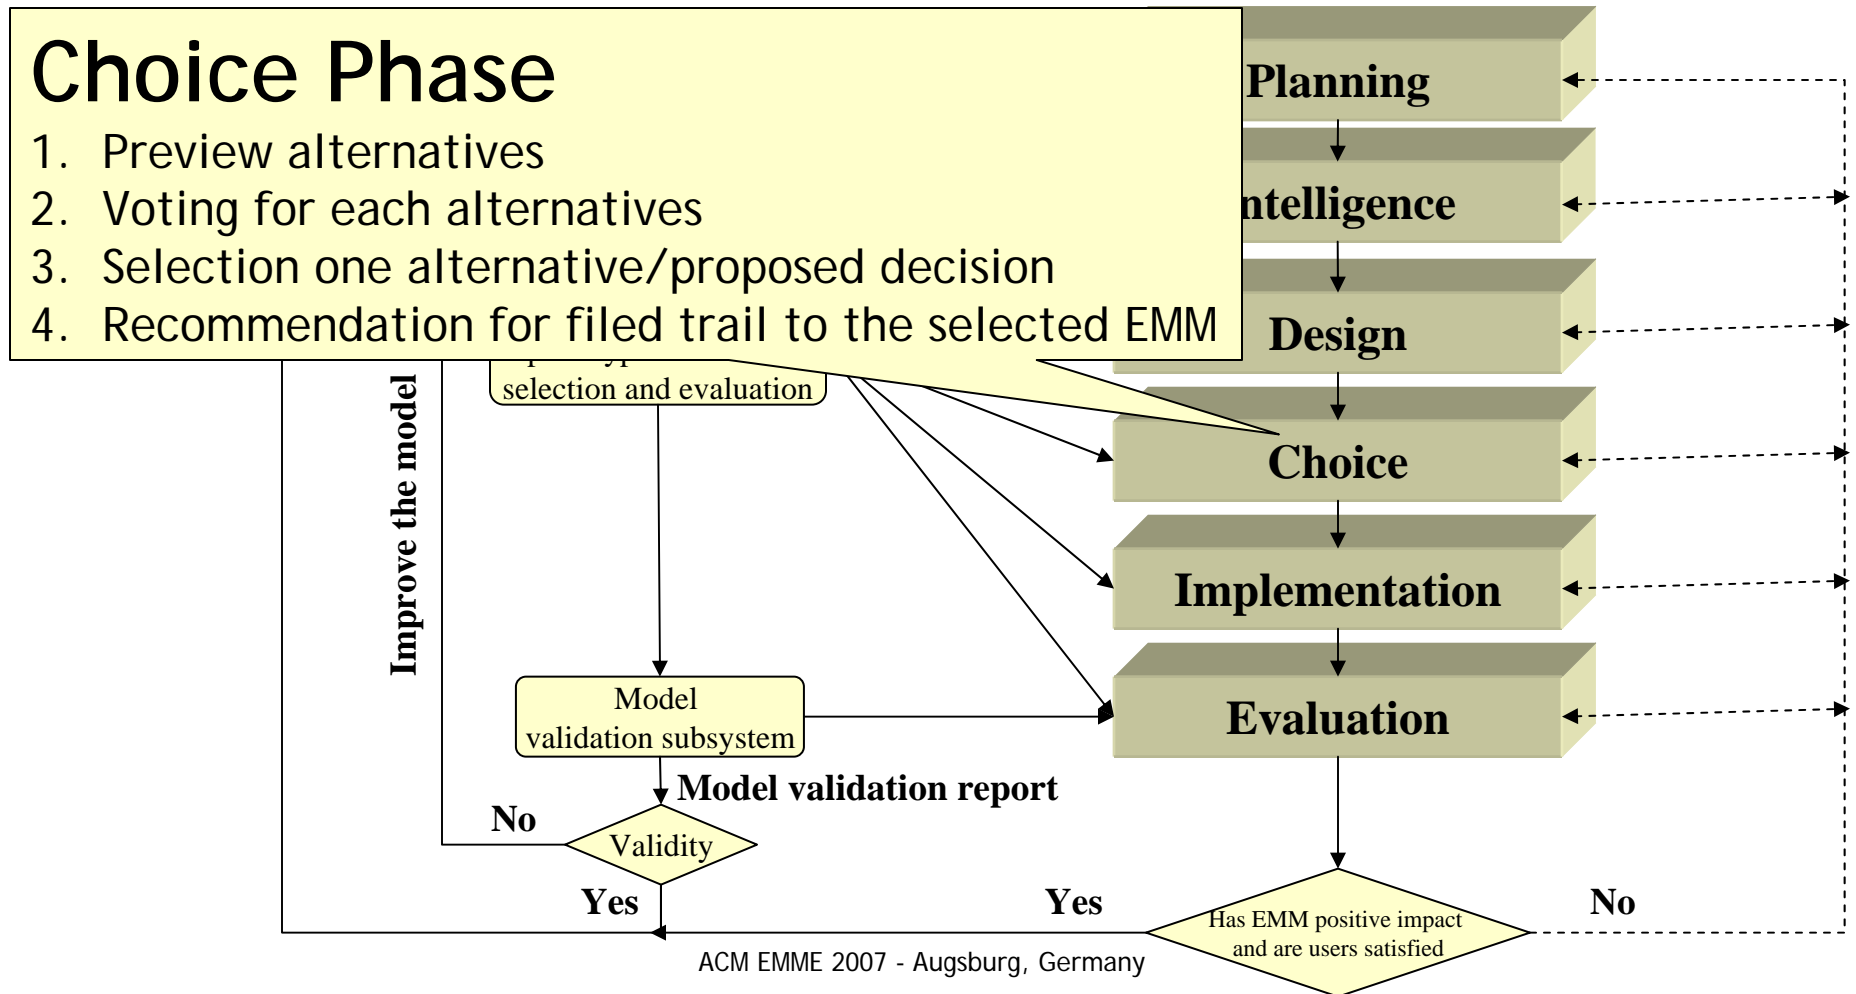 Choice Phase
1. Preview alternatives
2. Voting for each alternatives
3. Selection one alternative/proposed decision
4. Recommendation for filed trail to the selected EMM
Planning
ntelligence
Design
Choice
Implementation
Evaluation
selection and evaluation
Improve the model
Model
validation subsystem
Model validation report
No
Validity
Yes
Yes
Has EMM positive impact
and are users satisfied
No
ACM EMME 2007 - Augsburg, Germany